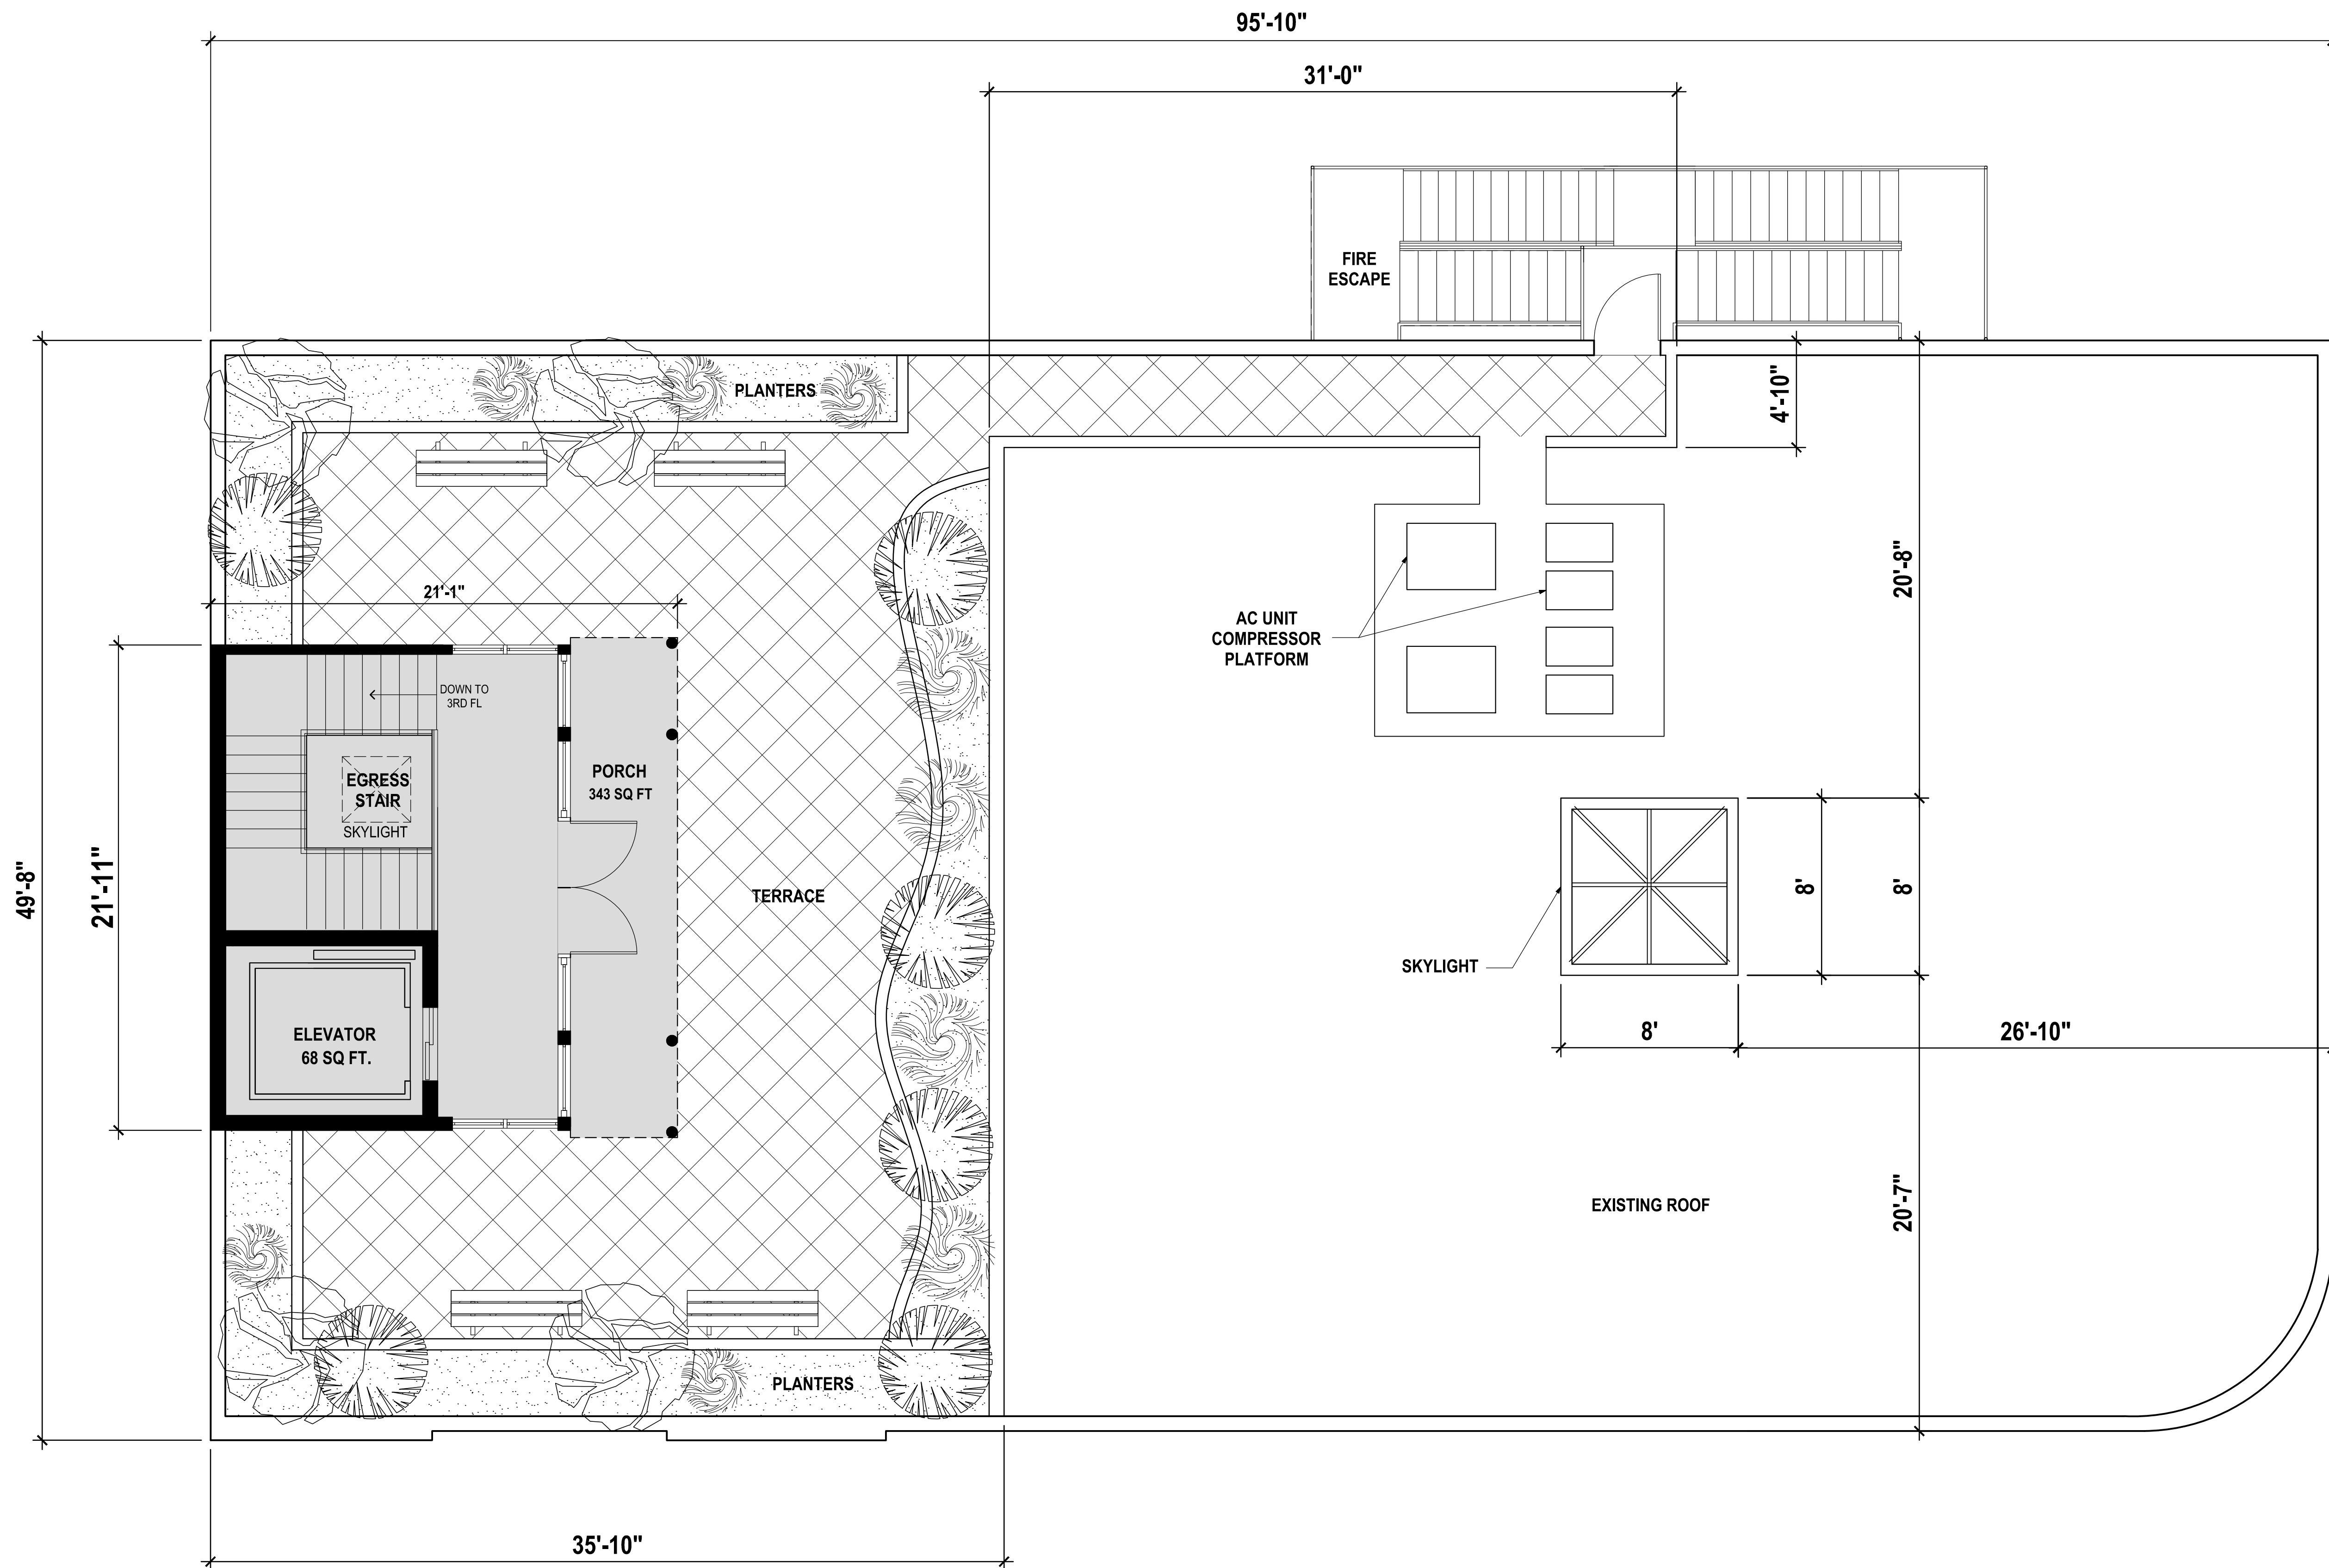 95'-10"
31'-0"
FIRE
ESCAPE
PLANTERS
4'-10"
21'-1"
20'-8"
AC UNIT
COMPRESSOR
PLATFORM
DOWN TO
3RD FL
EGRESS
STAIR
SKYLIGHT
PORCH
343 SQ FT
49'-8"
21'-11"
TERRACE
8'
8'
SKYLIGHT
8'
26'-10"
ELEVATOR
68 SQ FT.
EXISTING ROOF
20'-7"
PLANTERS
35'-10"